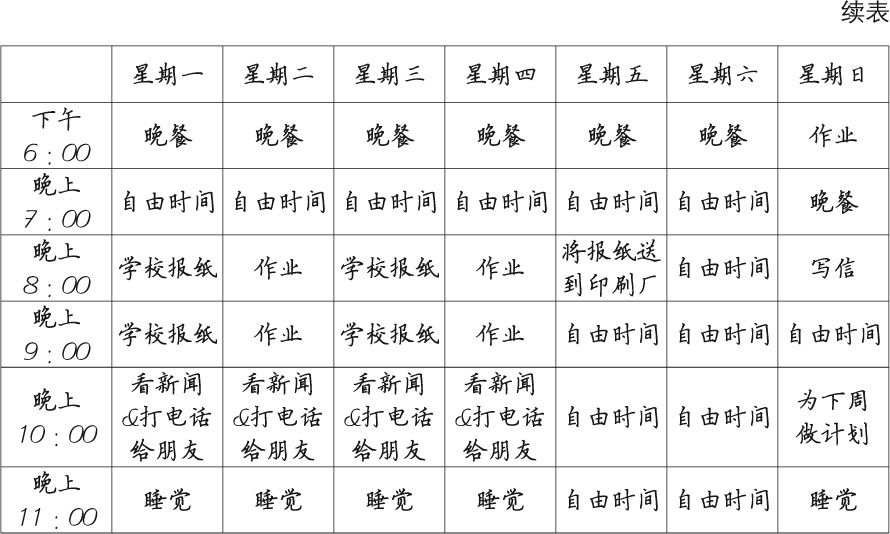 续表
星期一 星期二 星期三 星期四 星期五 星期六 星期日
下午
6:00 晚餐 晚餐 晚餐 晚餐 晚餐 晚餐 作业
晚上
7:00 自由时间 自由时间 自由时间 自由时间 自由时间 自由时间 晚餐
晚上
8:00 学校报纸 作业 学校报纸 作业 将报纸送
到印刷厂 自由时间 写信
晚上
9:00 学校报纸 作业 学校报纸 作业 自由时间 自由时间 自由时间
晚上
10:00 看新闻
&打电话
给朋友 看新闻
&打电话
给朋友 看新闻
&打电话
给朋友 看新闻
&打电话
给朋友 自由时间 自由时间 为下周
做计划
晚上
11:00 睡觉 睡觉 睡觉 睡觉 自由时间 自由时间 睡觉